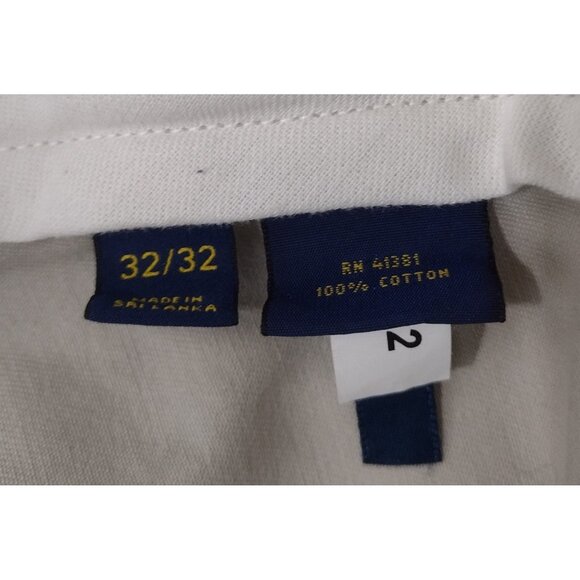 32/32
MADE IN
SRI LANKA
RN 41381
100% COTTON
2